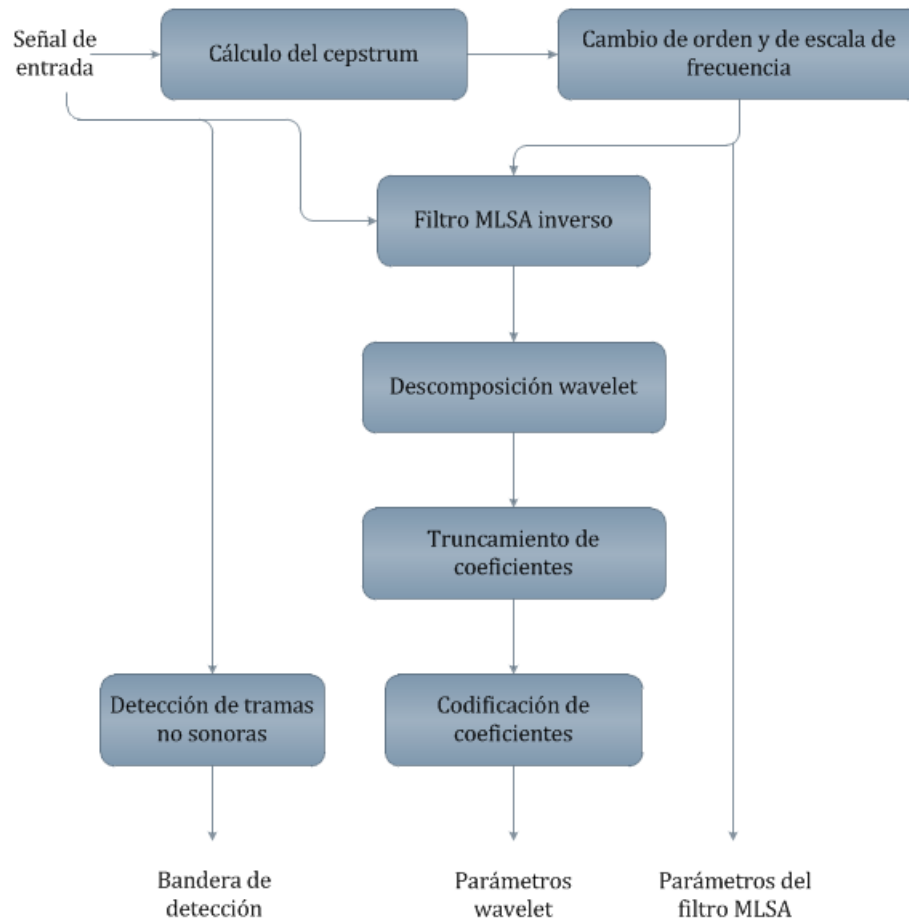 Señal de
entrada
Cálculo del cepstrum
Cambio de orden y de escala de
frecuencia
Filtro MLSA inverso
Descomposición wavelet
Truncamiento de
coeficientes
Detección de tramas
no sonoras
Codificación de
coeficientes
Bandera de
detección
Parámetros
wavelet
Parámetros del
filtro MLSA